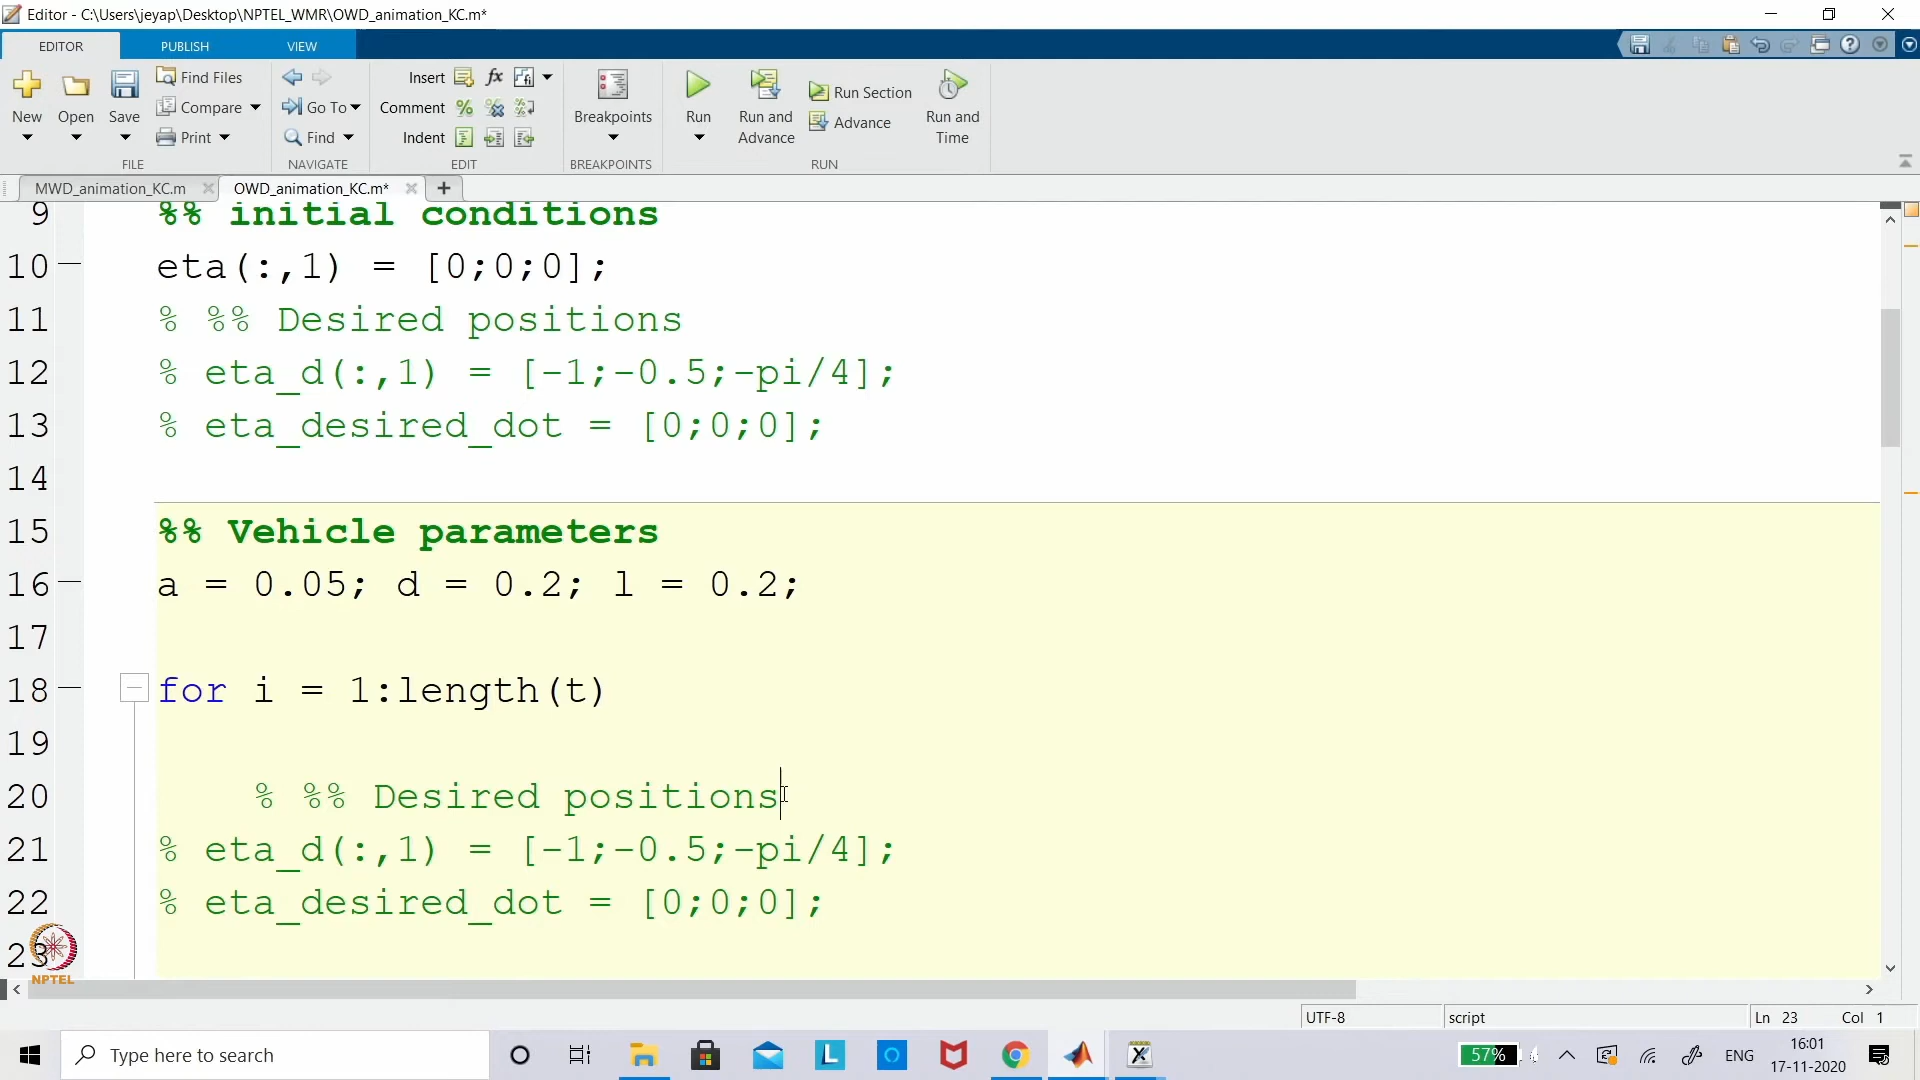 Editor - C:\Users\jeyap\Desktop\NPTEL_WMR\OWD_animation_KC.m*
EDITOR PUBLISH VIEW
New Open Save Find Files Compare Print FILE
Go To Find NAVIGATE
Insert fx Comment Indent EDIT
Breakpoints BREAKPOINTS
Run Run and Advance Run Section Advance Run and Time RUN
MWD_animation_KC.m OWD_animation_KC.m*
9 %% initial conditions
10 eta(:,1) = [0;0;0];
11 % %% Desired positions
12 % eta_d(:,1) = [-1;-0.5;-pi/4];
13 % eta_desired_dot = [0;0;0];
14
15 %% Vehicle parameters
16 a = 0.05; d = 0.2; l = 0.2;
17
18 for i = 1:length(t)
19
20 % %% Desired positions
21 % eta_d(:,1) = [-1;-0.5;-pi/4];
22 % eta_desired_dot = [0;0;0];
23
NPTEL
UTF-8 script Ln 23 Col 1
Type here to search
57% ENG 16:01
17-11-2020